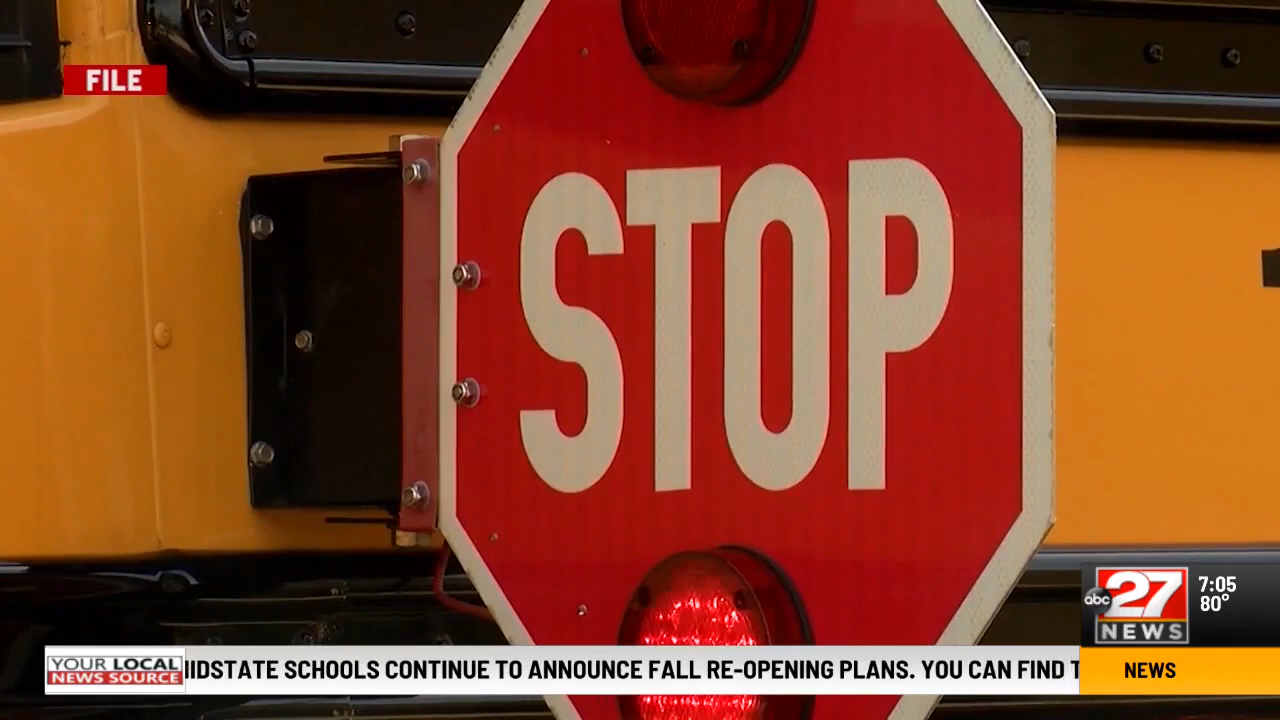 FILE
STOP
abc
27
NEWS
7:05
80°
YOUR LOCAL
NEWS SOURCE
IDSTATE SCHOOLS CONTINUE TO ANNOUNCE FALL RE-OPENING PLANS. YOU CAN FIND
NEWS